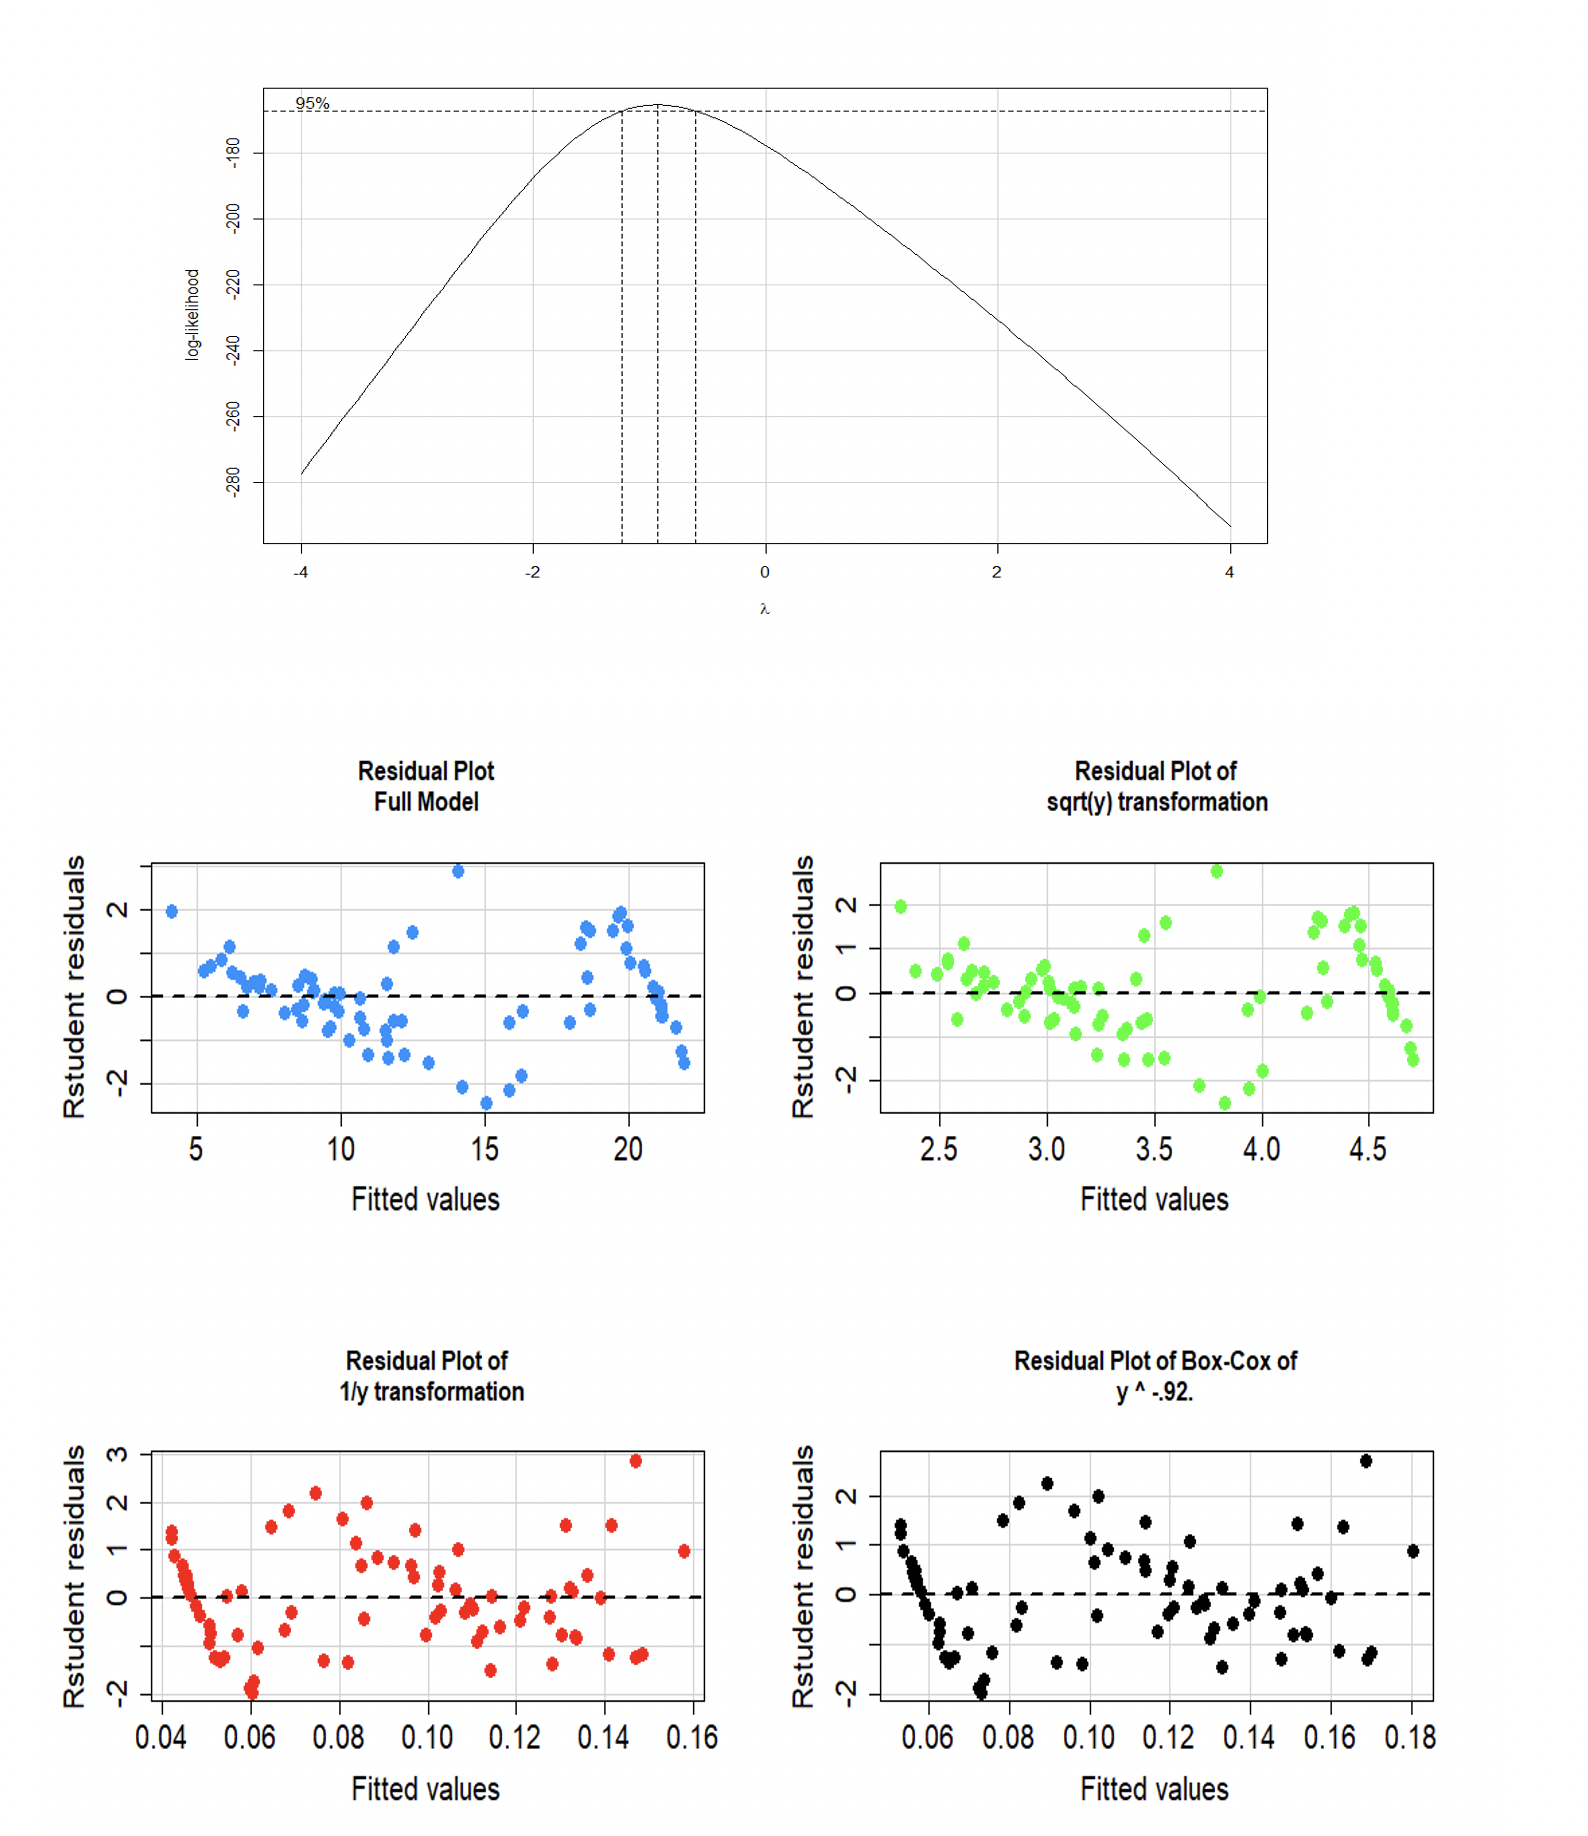 95%
-180
-200
-220
-240
-260
-280
log-likelihood
-4 -2 0 2 4
λ
Residual Plot
Full Model
Rstudent residuals
2
0
-2
5 10 15 20
Fitted values
Residual Plot of
sqrt(y) transformation
Rstudent residuals
2
1
0
-2
2.5 3.0 3.5 4.0 4.5
Fitted values
Residual Plot of
1/y transformation
Rstudent residuals
3
2
1
0
-2
0.04 0.06 0.08 0.10 0.12 0.14 0.16
Fitted values
Residual Plot of Box-Cox of
y ^ -.92.
Rstudent residuals
2
1
0
-2
0.06 0.08 0.10 0.12 0.14 0.16 0.18
Fitted values